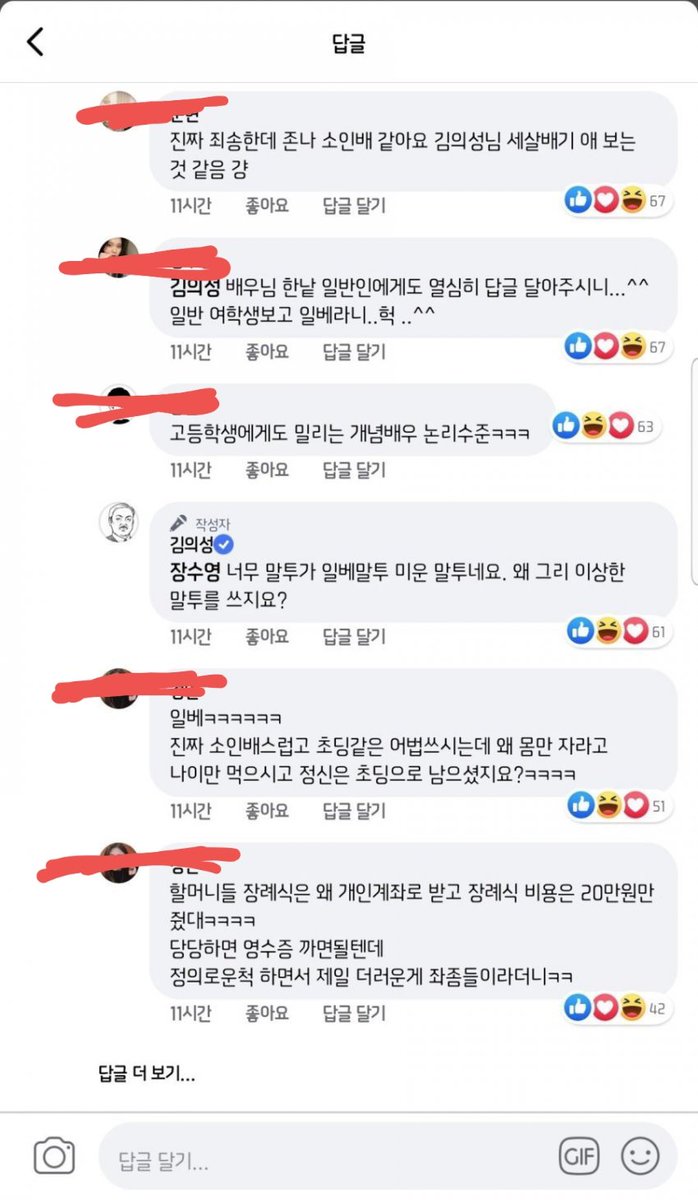 답글
진짜 죄송한데 존나 소인배 같아요 김의성님 세살배기 애 보는
것 같음 걍
11시간 좋아요 답글 달기
67
김의성 배우님 한낱 일반인에게도 열심히 답글 달아주시니...^^
일반 여학생보고 일베라니..헉 ..^^
11시간 좋아요 답글 달기
67
고등학생에게도 밀리는 개념배우 논리수준ㅋㅋㅋ
63
11시간 좋아요 답글 달기
작성자
김의성
장수영 너무 말투가 일베말투 미운 말투네요. 왜 그리 이상한
말투를 쓰지요?
11시간 좋아요 답글 달기
61
일베ㅋㅋㅋㅋㅋㅋ
진짜 소인배스럽고 초딩같은 어법쓰시는데 왜 몸만 자라고
나이만 먹으시고 정신은 초딩으로 남으셨지요?ㅋㅋㅋㅋ
11시간 좋아요 답글 달기
51
할머니들 장례식은 왜 개인계좌로 받고 장례식 비용은 20만원만
줬대ㅋㅋㅋㅋ
당당하면 영수증 까면될텐데
정의로운척 하면서 제일 더러운게 좌좀들이라더니ㅋㅋ
11시간 좋아요 답글 달기
42
답글 더 보기...
답글 달기...
GIF